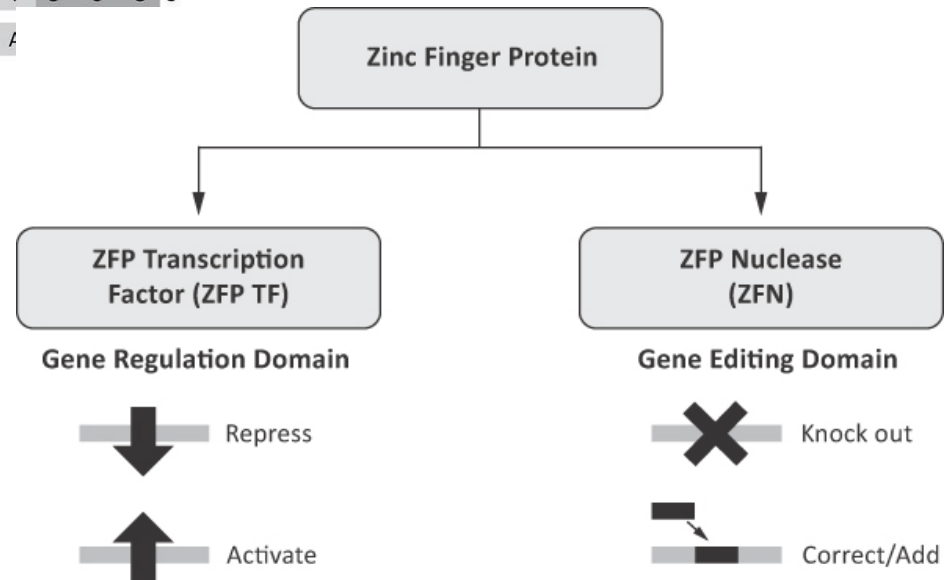 Zinc Finger Protein
ZFP Transcription
Factor (ZFP TF)
ZFP Nuclease
(ZFN)
Gene Regulation Domain
Gene Editing Domain
Repress
Knock out
Activate
Correct/Add